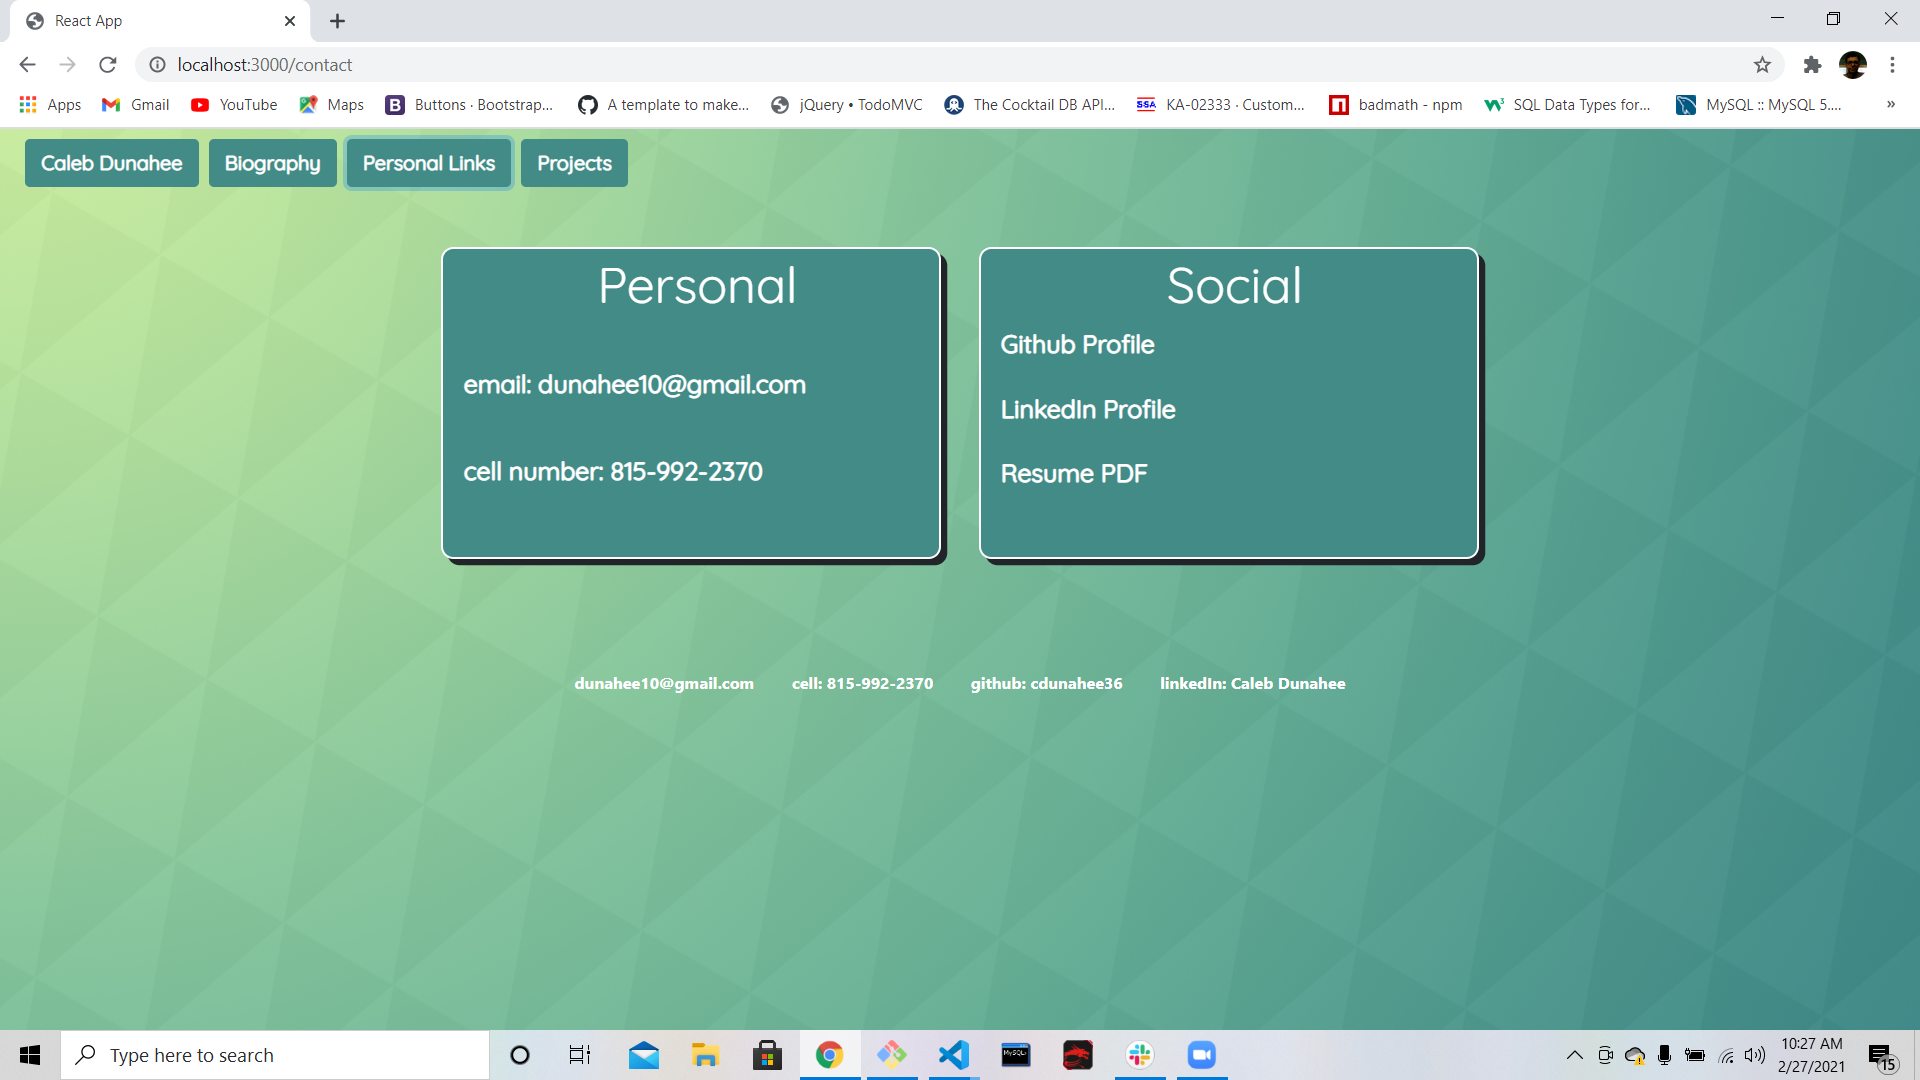 React App
localhost:3000/contact
Apps Gmail YouTube Maps B Buttons · Bootstrap... A template to make... jQuery • TodoMVC The Cocktail DB API... SSA KA-02333 · Custom... n badmath - npm W3 SQL Data Types for... MySQL :: MySQL 5.... »
Caleb Dunahee Biography Personal Links Projects
Personal
email: dunahee10@gmail.com
cell number: 815-992-2370
Social
Github Profile
LinkedIn Profile
Resume PDF
dunahee10@gmail.com cell: 815-992-2370 github: cdunahee36 linkedIn: Caleb Dunahee
Type here to search
MySQL
10:27 AM
2/27/2021
15